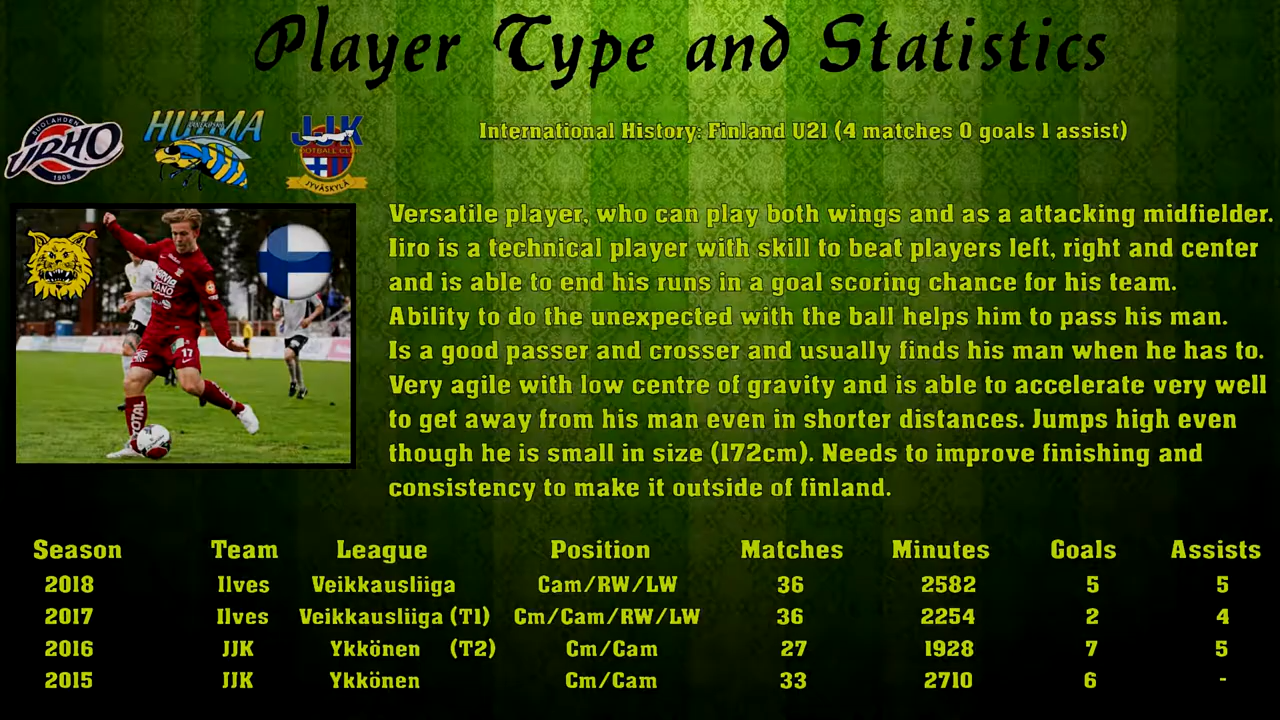 Player Type and Statistics
SUOLAHDEN
URHO
1908
HUIMA
JJK
FOOTBALL CLUB
JYVÄSKYLÄ
International History: Finland U21 (4 matches 0 goals 1 assist)
Versatile player, who can play both wings and as a attacking midfielder.
Iiro is a technical player with skill to beat players left, right and center
and is able to end his runs in a goal scoring chance for his team.
Ability to do the unexpected with the ball helps him to pass his man.
Is a good passer and crosser and usually finds his man when he has to.
Very agile with low centre of gravity and is able to accelerate very well
to get away from his man even in shorter distances. Jumps high even
though he is small in size (172cm). Needs to improve finishing and
consistency to make it outside of finland.
17
TOTAL
Season Team League Position Matches Minutes Goals Assists
2018 Ilves Veikkausliiga Cam/RW/LW 36 2582 5 5
2017 Ilves Veikkausliiga (T1) Cm/Cam/RW/LW 36 2254 2 4
2016 JJK Ykkönen (T2) Cm/Cam 27 1928 7 5
2015 JJK Ykkönen Cm/Cam 33 2710 6 -